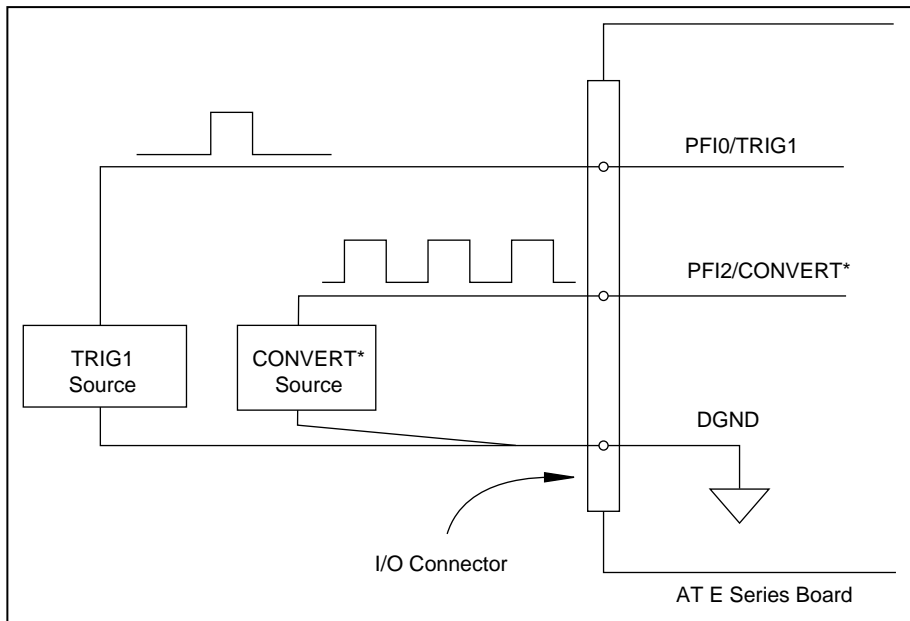 PFI0/TRIG1
PFI2/CONVERT*
TRIG1
Source
CONVERT*
Source
DGND
I/O Connector
AT E Series Board